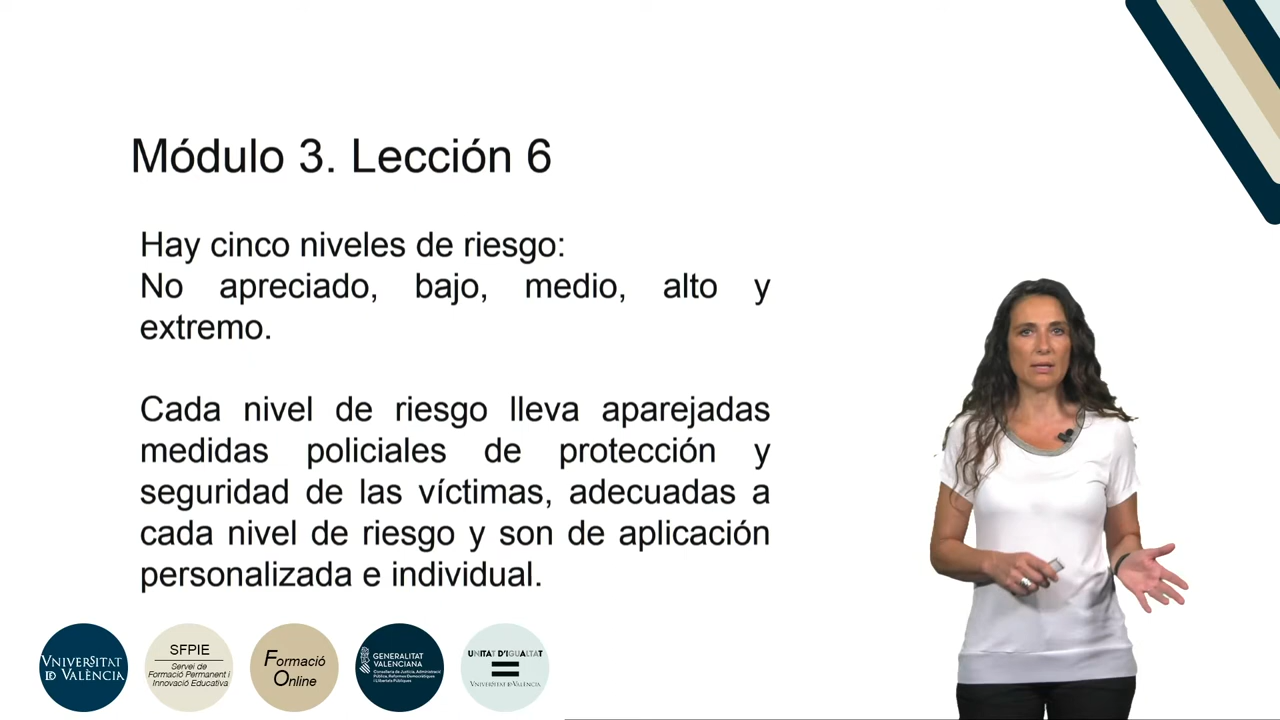 Módulo 3. Lección 6
Hay cinco niveles de riesgo:
No apreciado, bajo, medio, alto y
extremo.
Cada nivel de riesgo lleva aparejadas
medidas policiales de protección y
seguridad de las víctimas, adecuadas a
cada nivel de riesgo y son de aplicación
personalizada e individual.
VNIVERSITAT
ID VALÈNCIA
SFPIE
Servei de
Formació Permanent i
Innovació Educativa
Formació
Online
GENERALITAT
VALENCIANA
Conselleria de Justícia, Administració
Pública, Reformes Democràtiques
i Llibertats Públiques
UNITAT D'IGUALTAT
VNIVERSITAT ID VALÈNCIA